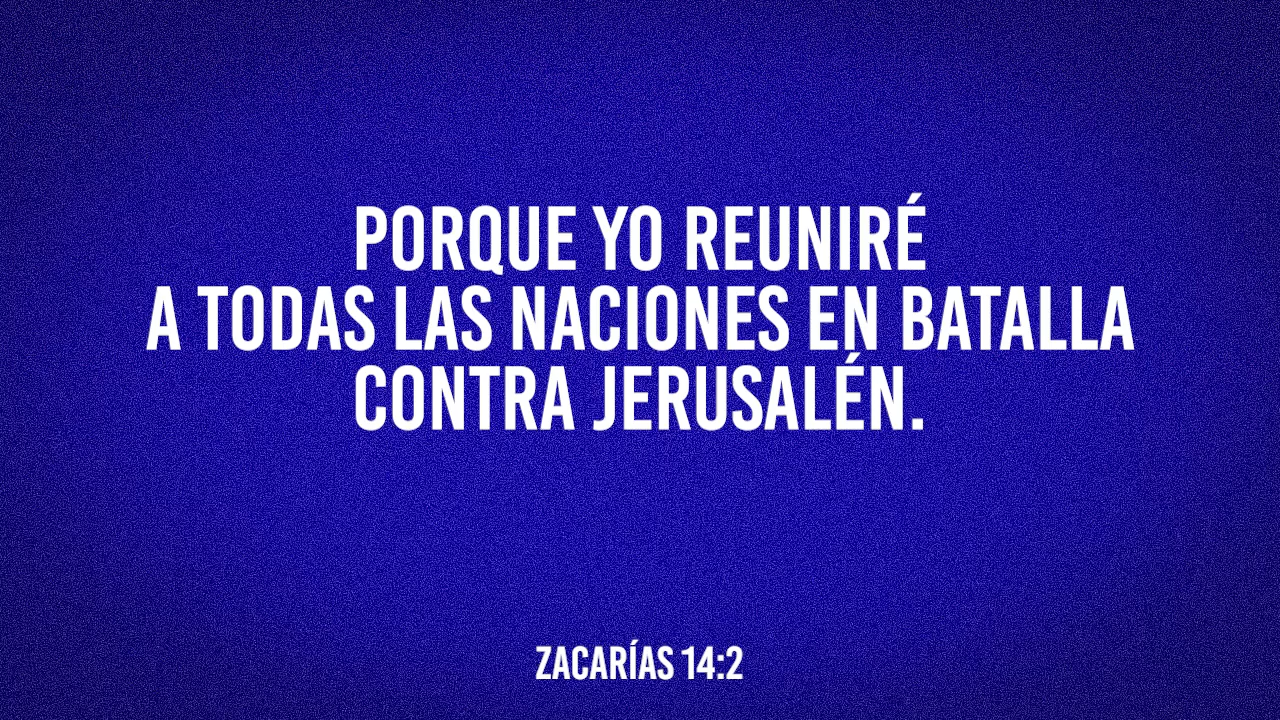 PORQUE YO REUNIRÉ
A TODAS LAS NACIONES EN BATALLA
CONTRA JERUSALÉN.
ZACARÍAS 14:2